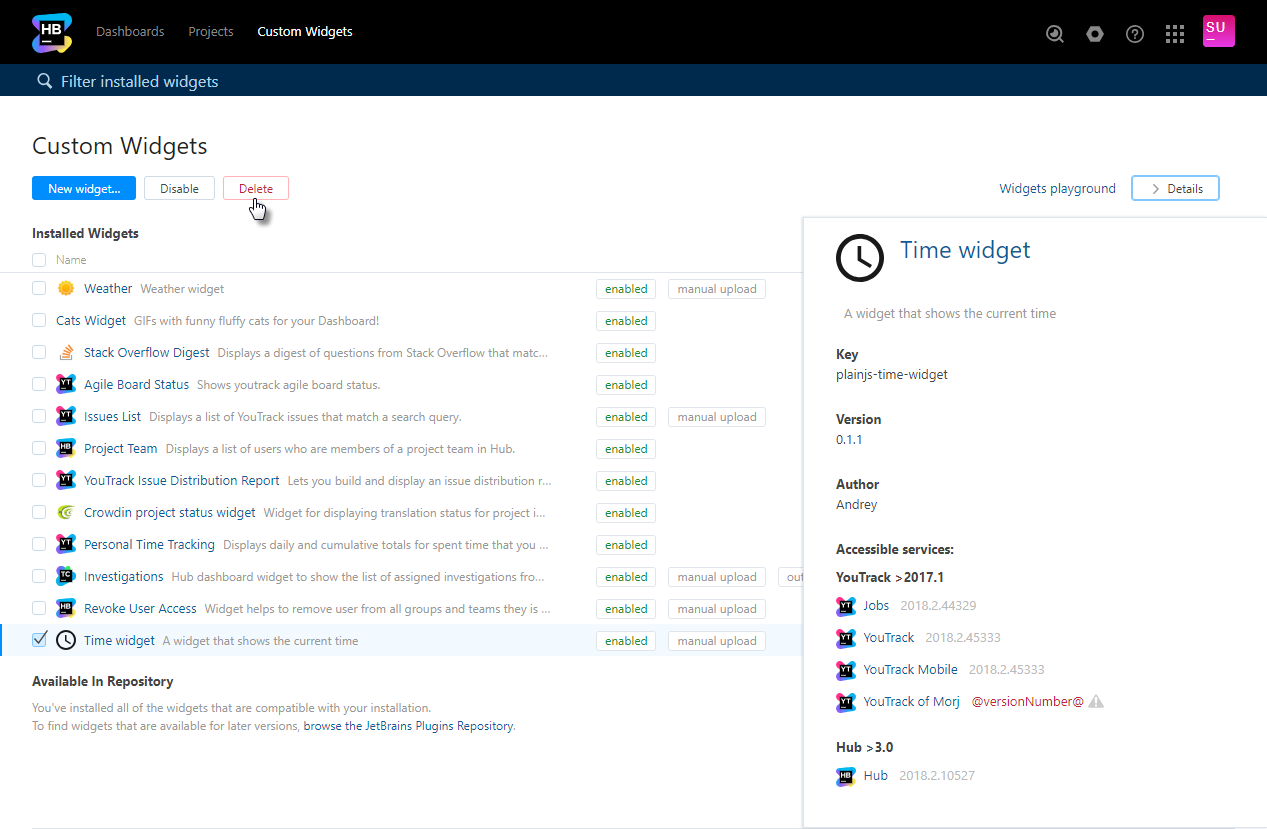 HB Dashboards Projects Custom Widgets SU
Filter installed widgets
Custom Widgets
New widget... Disable Delete Widgets playground Details
Installed Widgets
Name
Weather Weather widget enabled manual upload
Cats Widget GIFs with funny fluffy cats for your Dashboard! enabled
Stack Overflow Digest Displays a digest of questions from Stack Overflow that matc... enabled
YT Agile Board Status Shows youtrack agile board status. enabled
YT Issues List Displays a list of YouTrack issues that match a search query. enabled manual upload
HB Project Team Displays a list of users who are members of a project team in Hub. enabled
YT YouTrack Issue Distribution Report Lets you build and display an issue distribution r... enabled
Crowdin project status widget Widget for displaying translation status for project i... enabled
YT Personal Time Tracking Displays daily and cumulative totals for spent time that you ... enabled
TC Investigations Hub dashboard widget to show the list of assigned investigations fro... enabled manual upload out
HB Revoke User Access Widget helps to remove user from all groups and teams they is ... enabled manual upload
Time widget A widget that shows the current time enabled manual upload
Available In Repository
You've installed all of the widgets that are compatible with your installation.
To find widgets that are available for later versions, browse the JetBrains Plugins Repository.
Time widget
A widget that shows the current time
Key
plainjs-time-widget
Version
0.1.1
Author
Andrey
Accessible services:
YouTrack >2017.1
YT Jobs 2018.2.44329
YT YouTrack 2018.2.45333
YT YouTrack Mobile 2018.2.45333
YT YouTrack of Morj @versionNumber@
Hub >3.0
HB Hub 2018.2.10527